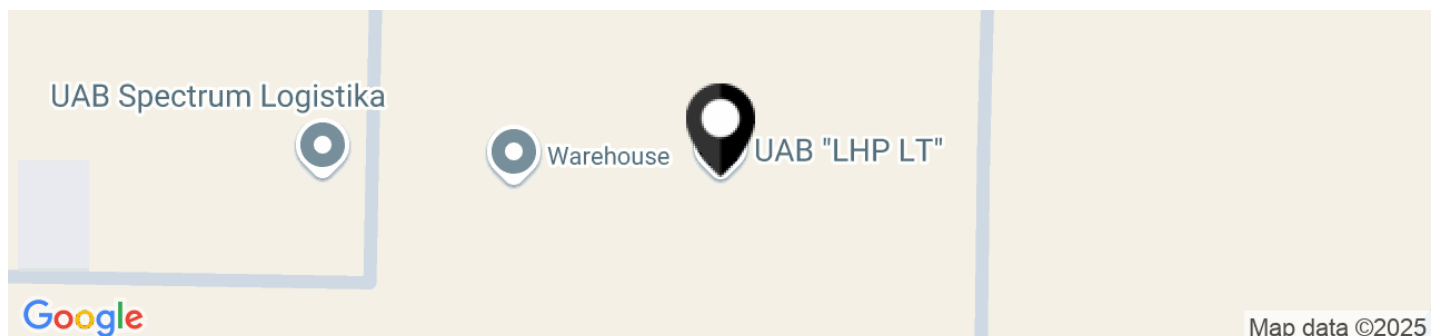 UAB Spectrum Logistika
Warehouse
UAB "LHP LT"
Google
Map data ©2025